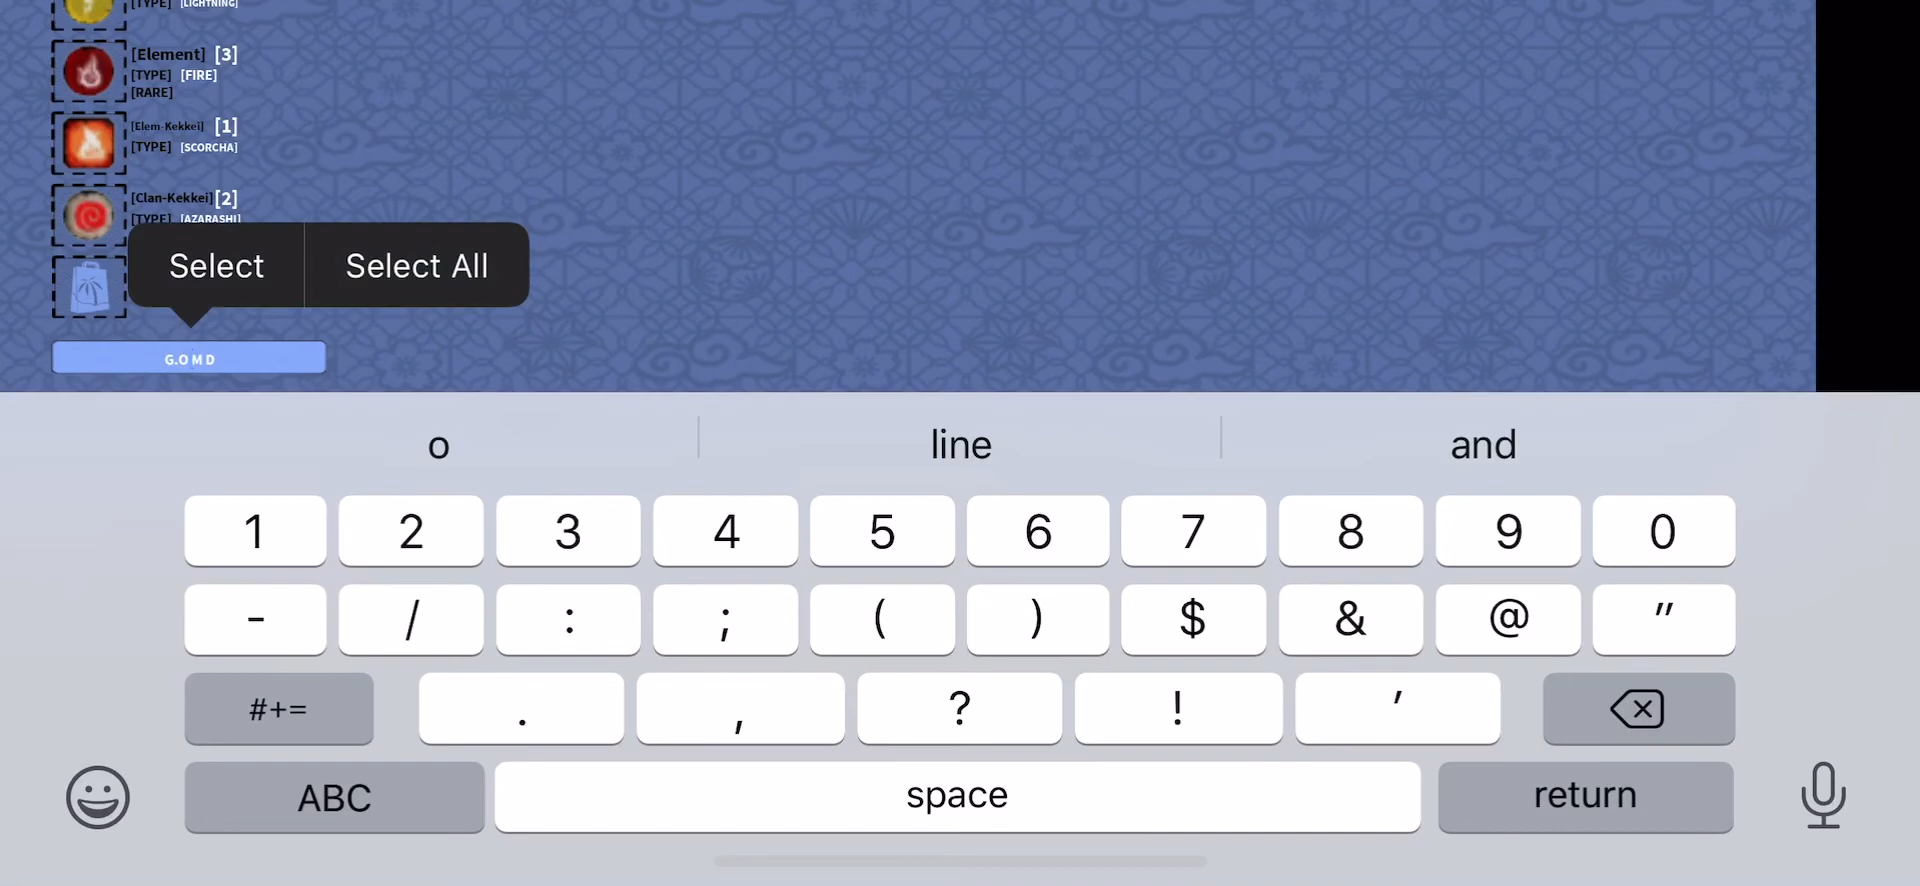 [TYPE] [LIGHTNING]
[Element] [3]
[TYPE] [FIRE]
[RARE]
[Elem-Kekkei] [1]
[TYPE] [SCORCHA]
[Clan-Kekkei] [2]
[TYPE] [AZARASHI]
Select Select All
G.O M D
o line and
1 2 3 4 5 6 7 8 9 0
- / : ; ( ) $ & @ "
#+= . , ? ! '
ABC space return